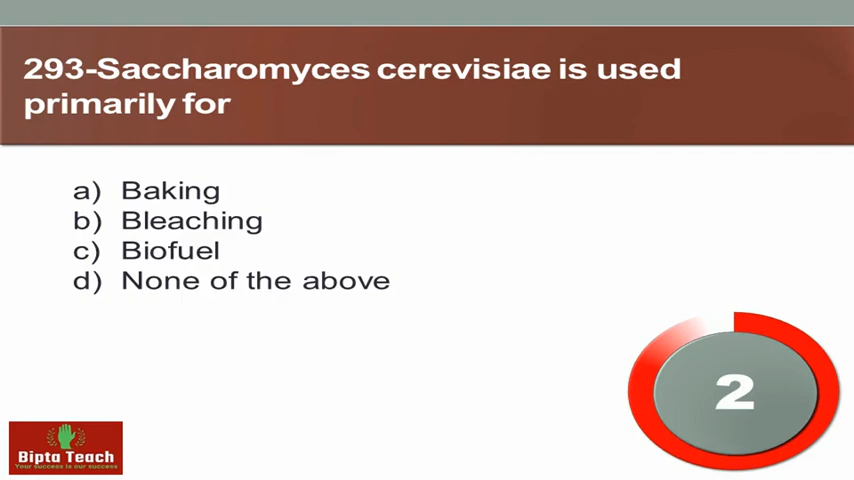 293-Saccharomyces cerevisiae is used
primarily for
a) Baking
b) Bleaching
c) Biofuel
d) None of the above
2
Bipta Teach
Your success is our success